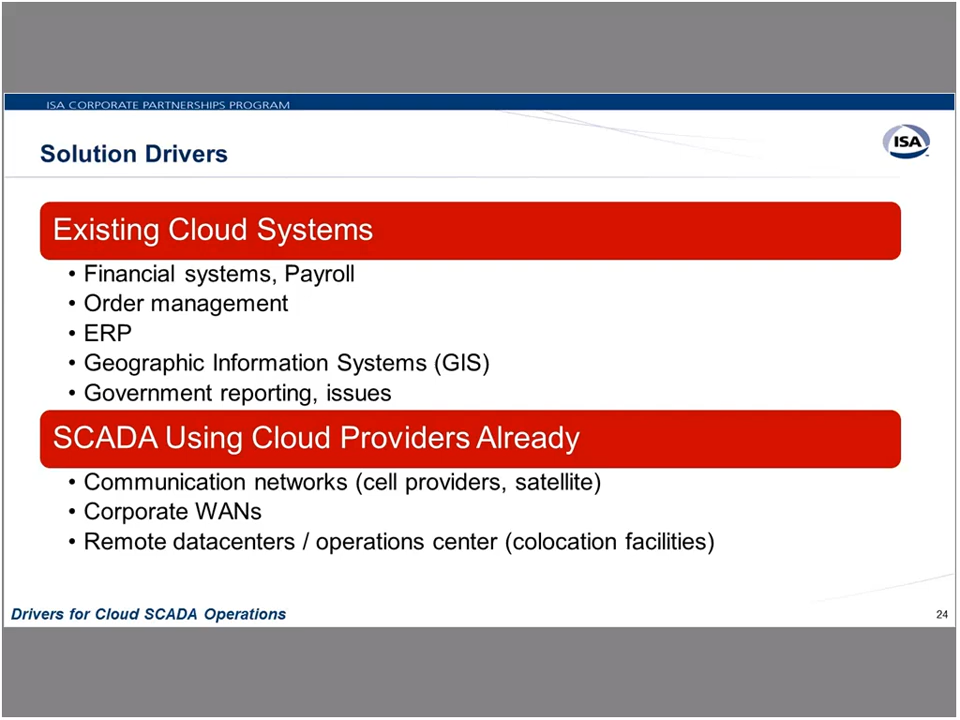 ISA CORPORATE PARTNERSHIPS PROGRAM
Solution Drivers
ISA
Existing Cloud Systems
• Financial systems, Payroll
• Order management
• ERP
• Geographic Information Systems (GIS)
• Government reporting, issues
SCADA Using Cloud Providers Already
• Communication networks (cell providers, satellite)
• Corporate WANs
• Remote datacenters / operations center (colocation facilities)
Drivers for Cloud SCADA Operations
24